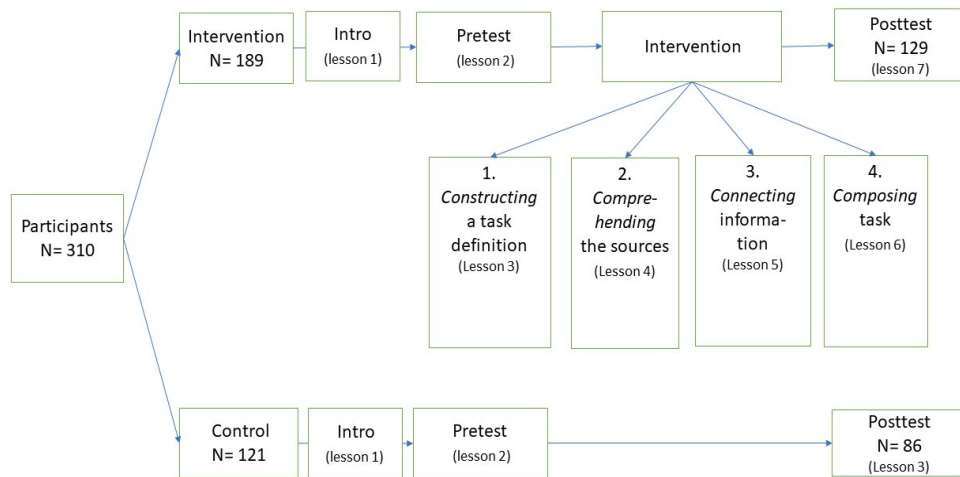 Intervention
N= 189
Intro
(lesson 1)
Pretest
(lesson 2)
Intervention
Posttest
N= 129
(lesson 7)
1.
Constructing
a task
definition
(Lesson 3)
2.
Compre-
hending
the sources
(Lesson 4)
3.
Connecting
informa-
tion
(Lesson 5)
4.
Composing
task
(Lesson 6)
Participants
N= 310
Control
N= 121
Intro
(lesson 1)
Pretest
(lesson 2)
Posttest
N= 86
(Lesson 3)